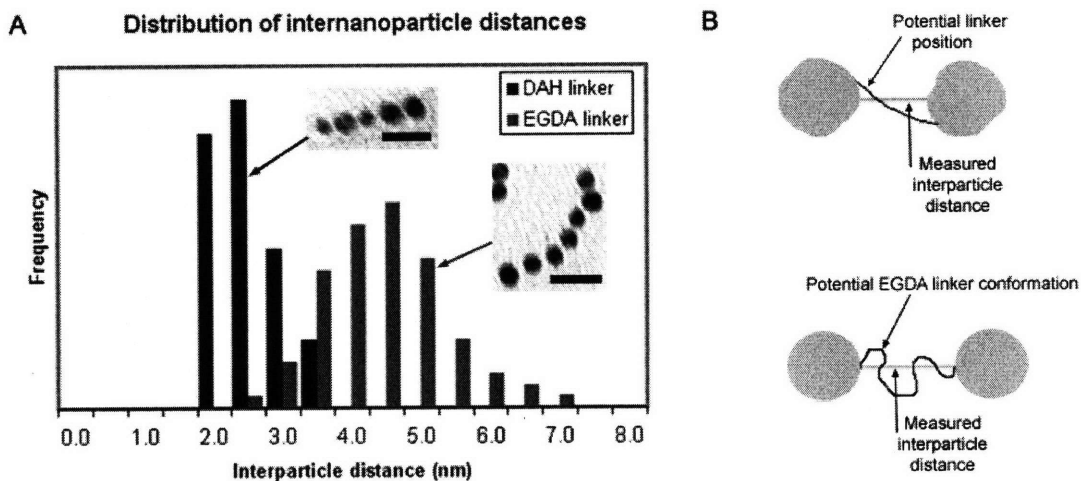 A
Distribution of internanoparticle distances
DAH linker
EGDA linker
Frequency
0.0 1.0 2.0 3.0 4.0 5.0 6.0 7.0 8.0
Interparticle distance (nm)
B
Potential linker
position
Measured
interparticle
distance
Potential EGDA linker conformation
Measured
interparticle
distance